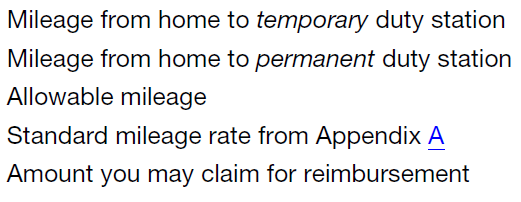 Mileage from home to temporary duty station
Mileage from home to permanent duty station
Allowable mileage
Standard mileage rate from Appendix A
Amount you may claim for reimbursement